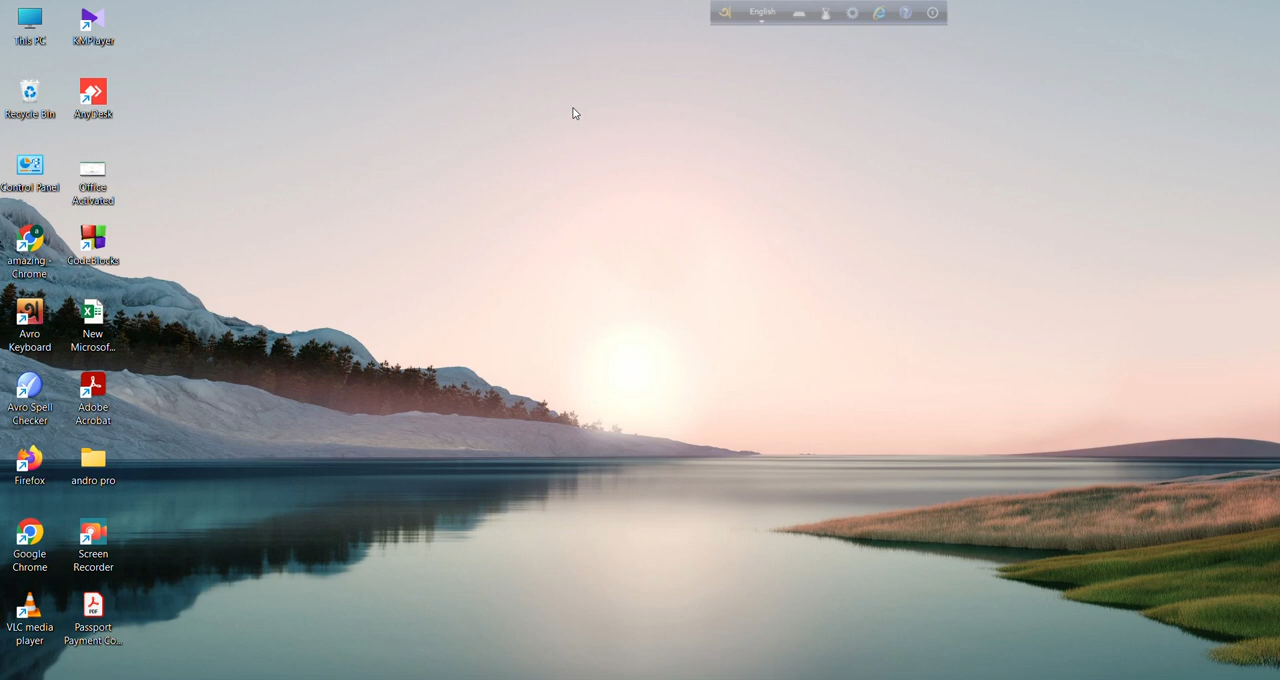 This PC
KMPlayer
English
Recycle Bin
AnyDesk
Control Panel
Office
Activated
amazing -
Chrome
CodeBlocks
Avro
Keyboard
New
Microsof...
Avro Spell
Checker
Adobe
Acrobat
Firefox
andro pro
Google
Chrome
Screen
Recorder
VLC media
player
Passport
Payment Co...